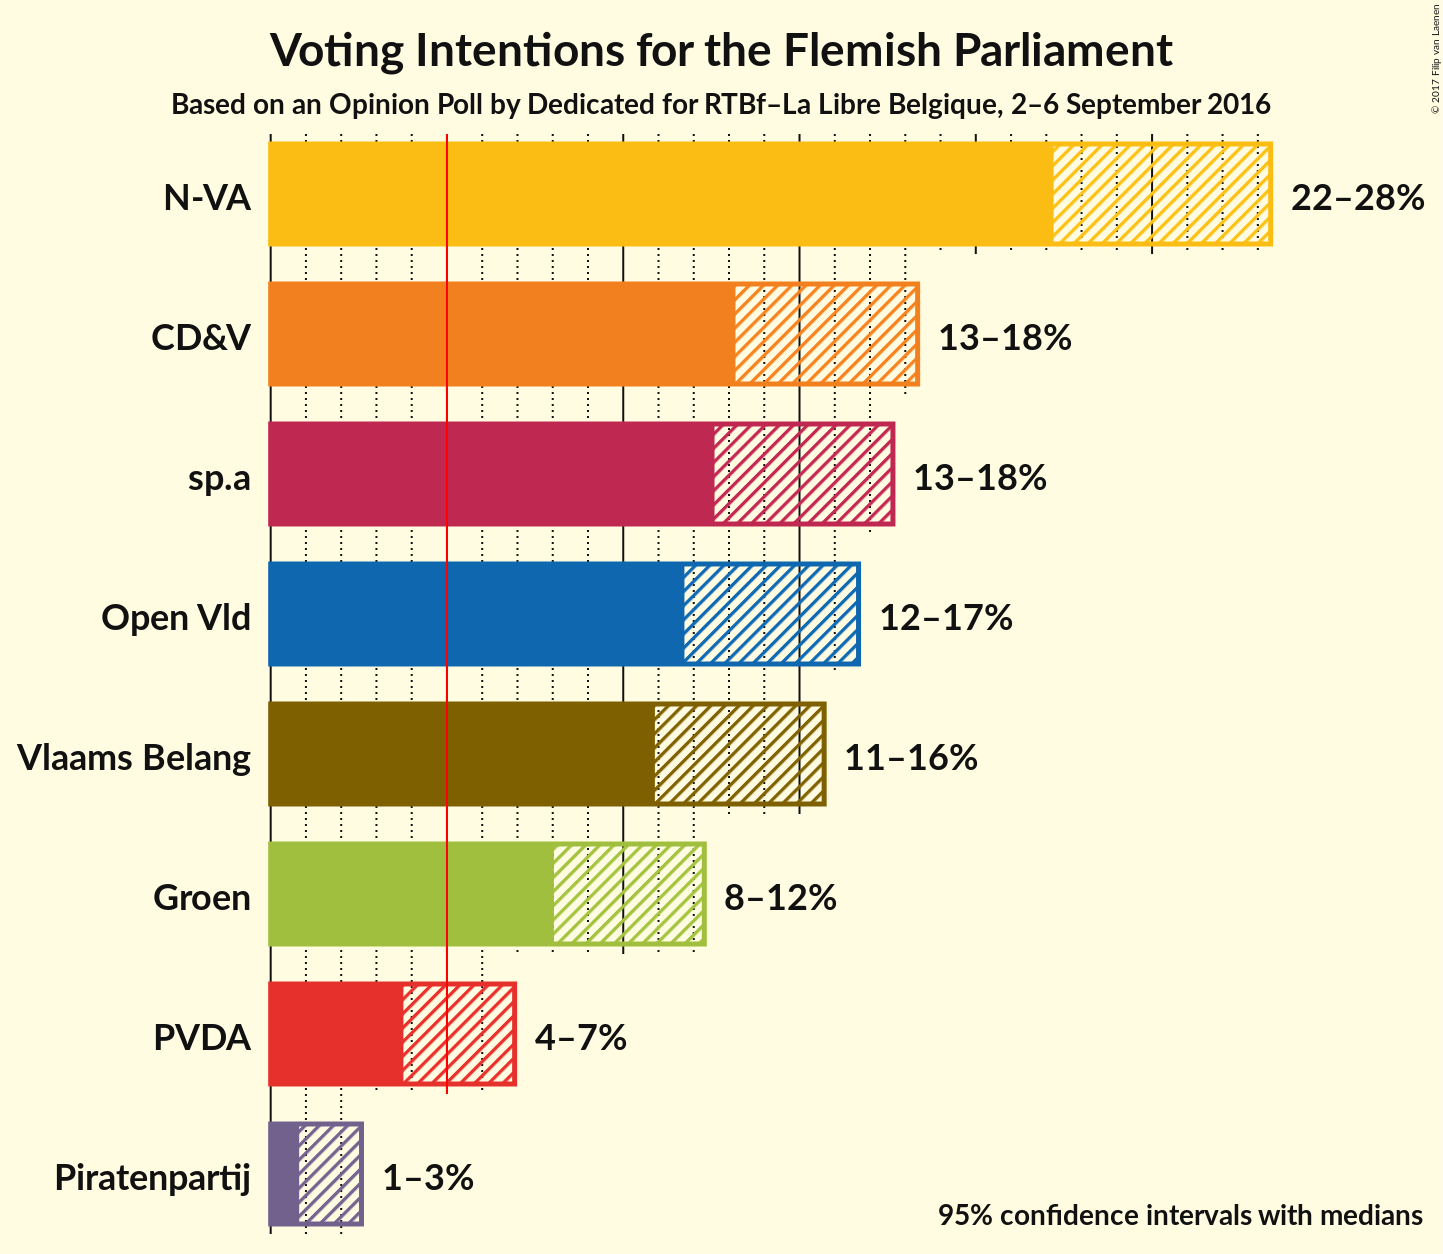 Voting Intentions for the Flemish Parliament
Based on an Opinion Poll by Dedicated for RTBf–La Libre Belgique, 2–6 September 2016
© 2017 Filip van Laenen
N-VA
22–28%
CD&V
13–18%
sp.a
13–18%
Open Vld
12–17%
Vlaams Belang
11–16%
Groen
8–12%
PVDA
4–7%
Piratenpartij
1–3%
95% confidence intervals with medians